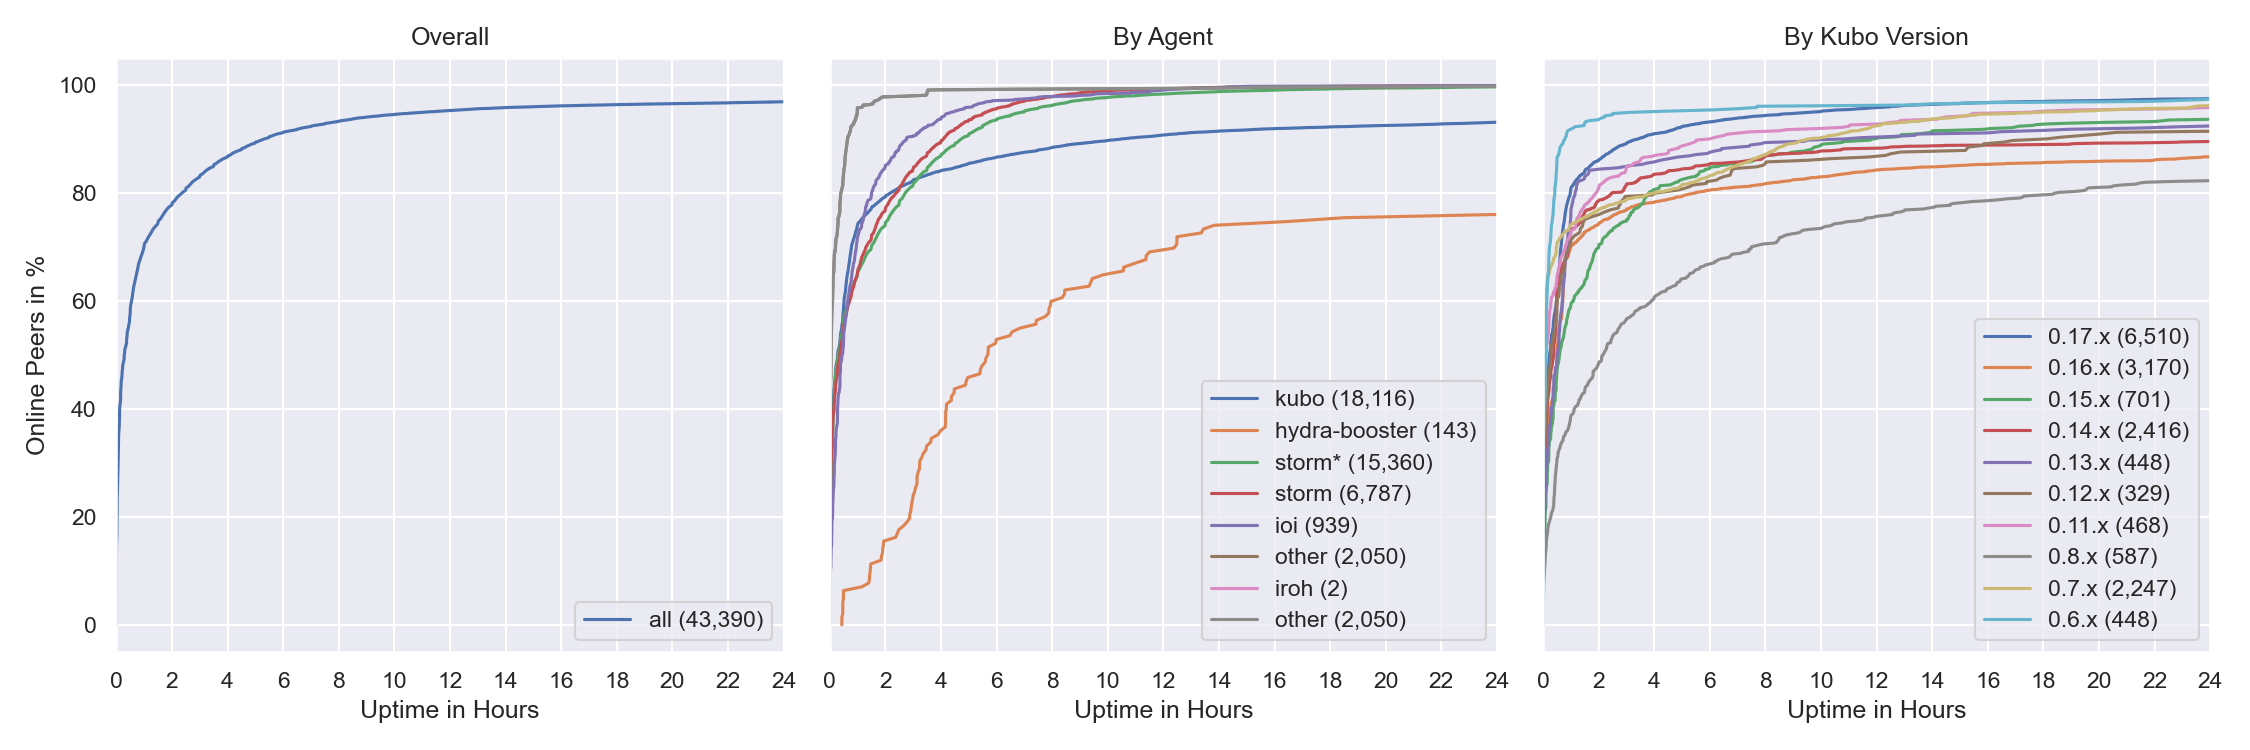 Overall
By Agent
By Kubo Version
Online Peers in %
100
80
60
40
20
0
all (43,390)
0 2 4 6 8 10 12 14 16 18 20 22 24
Uptime in Hours
kubo (18,116)
hydra-booster (143)
storm* (15,360)
storm (6,787)
ioi (939)
other (2,050)
iroh (2)
other (2,050)
0 2 4 6 8 10 12 14 16 18 20 22 24
Uptime in Hours
0.17.x (6,510)
0.16.x (3,170)
0.15.x (701)
0.14.x (2,416)
0.13.x (448)
0.12.x (329)
0.11.x (468)
0.8.x (587)
0.7.x (2,247)
0.6.x (448)
0 2 4 6 8 10 12 14 16 18 20 22 24
Uptime in Hours